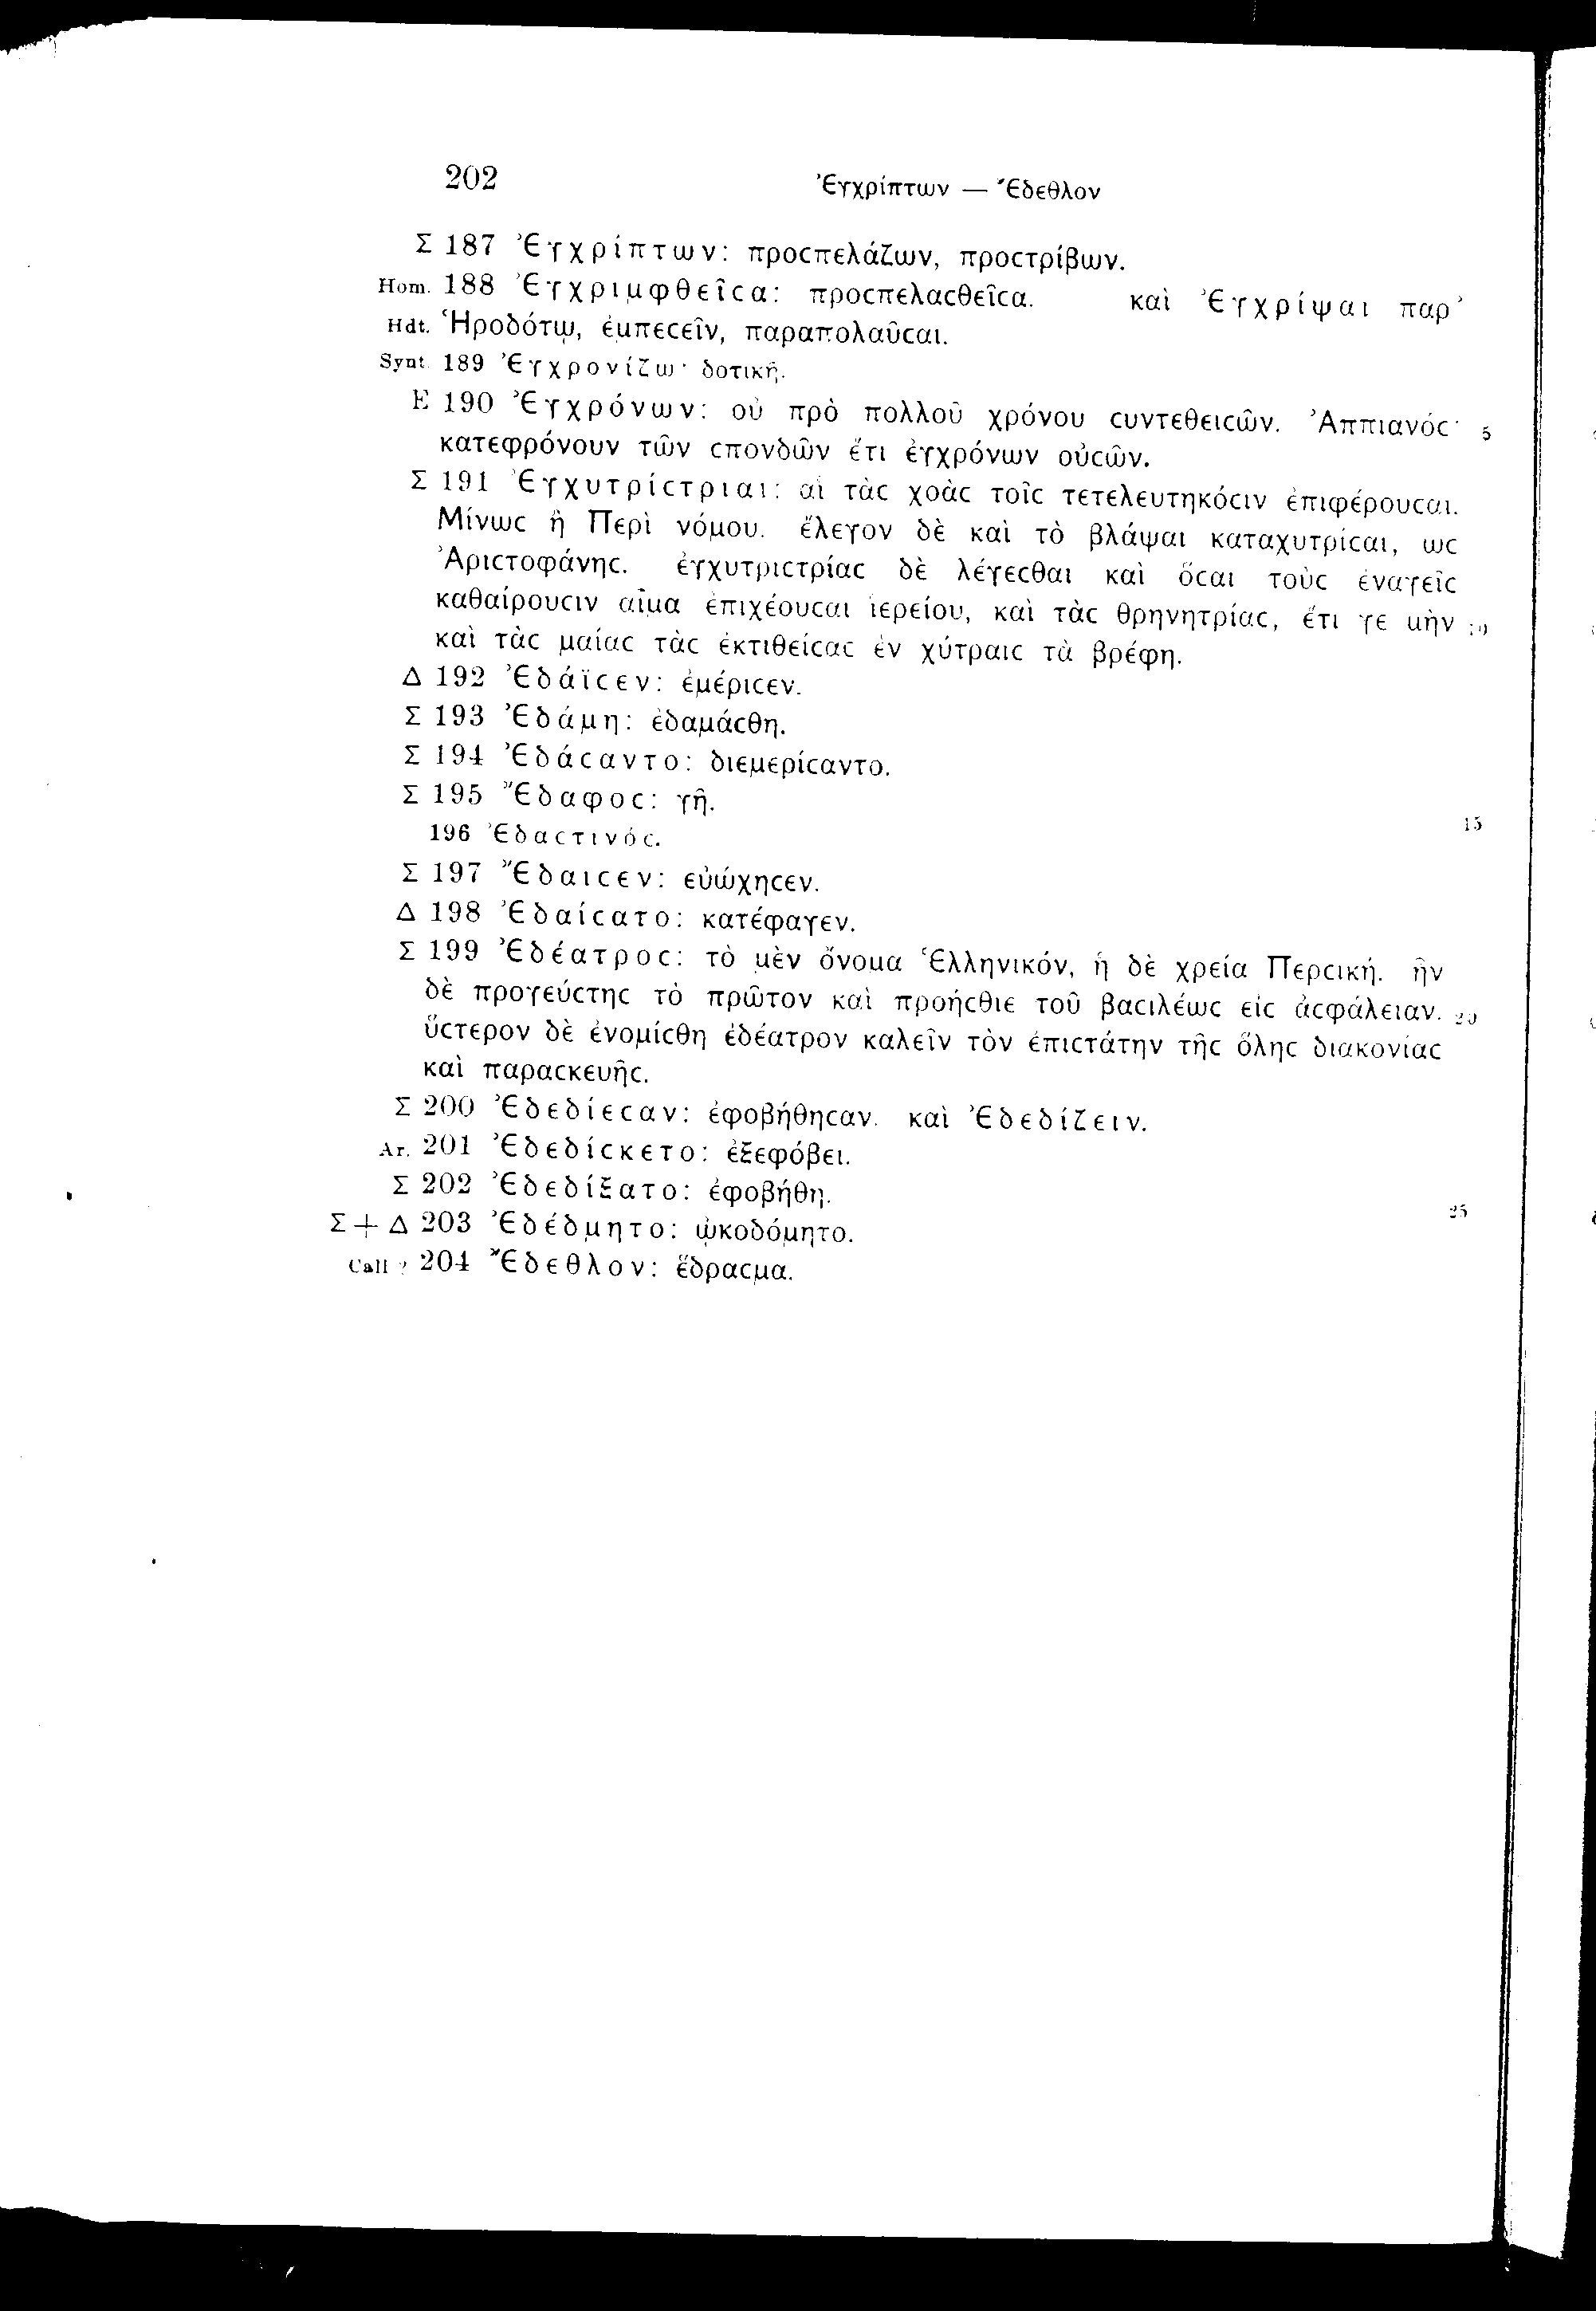 202 Ἐγχρίπτων — Ἔδεθλον
Σ 187 Ἐγχρίπτων: προϲπελάζων, προϲτρίβων.
Hom. 188 Ἐγχριμφθεῖϲα: προϲπελαϲθεῖϲα. καὶ Ἐγχρίψαι παρ’
Hdt. Ἡροδότῳ, ἐμπεϲεῖν, παραπολαῦϲαι.
Synt. 189 Ἐγχρονίζω· δοτικῇ.
E 190 Ἐγχρόνων: οὐ πρὸ πολλοῦ χρόνου ϲυντεθειϲῶν. Ἀππιανόϲ· 5
κατεφρόνουν τῶν ϲπονδῶν ἔτι ἐγχρόνων οὐϲῶν.
Σ 191 Ἐγχυτρίϲτριαι: αἱ τὰϲ χοὰϲ τοῖϲ τετελευτηκόϲιν ἐπιφέρουϲαι.
Μίνωϲ ἢ Περὶ νόμου. ἔλεγον δὲ καὶ τὸ βλάψαι καταχυτρίϲαι, ὡϲ
Ἀριϲτοφάνηϲ. ἐγχυτριϲτρίαϲ δὲ λέγεϲθαι καὶ ὅϲαι τοὺϲ ἐναγεῖϲ
καθαίρουϲιν αἷμα ἐπιχέουϲαι ἱερείου, καὶ τὰϲ θρηνητρίαϲ, ἔτι γε μὴν 10
καὶ τὰϲ μαίαϲ τὰϲ ἐκτιθείϲαϲ ἐν χύτραιϲ τὰ βρέφη.
Δ 192 Ἐδάϊϲεν: ἐμέριϲεν.
Σ 193 Ἐδάμη: ἐδαμάϲθη.
Σ 194 Ἐδάϲαντο: διεμερίϲαντο.
Σ 195 Ἔδαφοϲ: γῆ.
196 Ἐδαϲτινόϲ. 15
Σ 197 Ἔδαιϲεν: εὐώχηϲεν.
Δ 198 Ἐδαίϲατο: κατέφαγεν.
Σ 199 Ἐδέατροϲ: τὸ μὲν ὄνομα Ἑλληνικόν, ἡ δὲ χρεία Περϲική. ἦν
δὲ προγεύϲτηϲ τὸ πρῶτον καὶ προήϲθιε τοῦ βαϲιλέωϲ εἰϲ ἀϲφάλειαν. 20
ὕϲτερον δὲ ἐνομίϲθη ἐδέατρον καλεῖν τὸν ἐπιϲτάτην τῆϲ ὅληϲ διακονίαϲ
καὶ παραϲκευῆϲ.
Σ 200 Ἐδεδίεϲαν: ἐφοβήθηϲαν. καὶ Ἐδεδίζειν.
Ar. 201 Ἐδεδίϲκετο: ἐξεφόβει.
Σ 202 Ἐδεδίξατο: ἐφοβήθη. 25
Σ + Δ 203 Ἐδέδμητο: ᾠκοδόμητο.
Call ? 204 Ἔδεθλον: ἕδραϲμα.